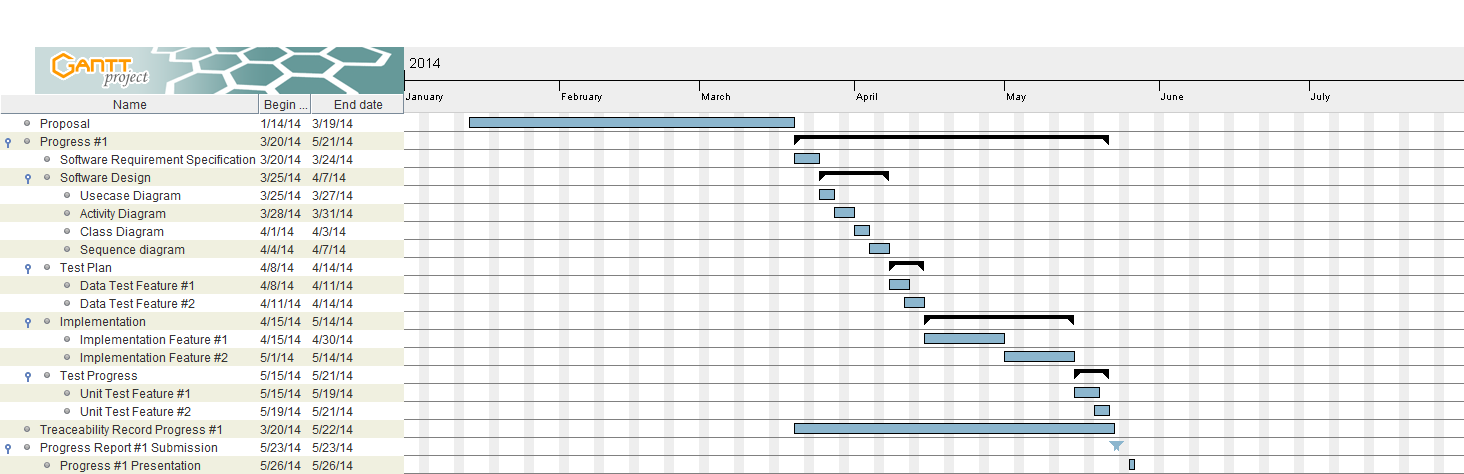 GANTT
project
2014
January February March April May June July
Name Begin ... End date
Proposal 1/14/14 3/19/14
Progress #1 3/20/14 5/21/14
Software Requirement Specification 3/20/14 3/24/14
Software Design 3/25/14 4/7/14
Usecase Diagram 3/25/14 3/27/14
Activity Diagram 3/28/14 3/31/14
Class Diagram 4/1/14 4/3/14
Sequence diagram 4/4/14 4/7/14
Test Plan 4/8/14 4/14/14
Data Test Feature #1 4/8/14 4/11/14
Data Test Feature #2 4/11/14 4/14/14
Implementation 4/15/14 5/14/14
Implementation Feature #1 4/15/14 4/30/14
Implementation Feature #2 5/1/14 5/14/14
Test Progress 5/15/14 5/21/14
Unit Test Feature #1 5/15/14 5/19/14
Unit Test Feature #2 5/19/14 5/21/14
Treaceability Record Progress #1 3/20/14 5/22/14
Progress Report #1 Submission 5/23/14 5/23/14
Progress #1 Presentation 5/26/14 5/26/14